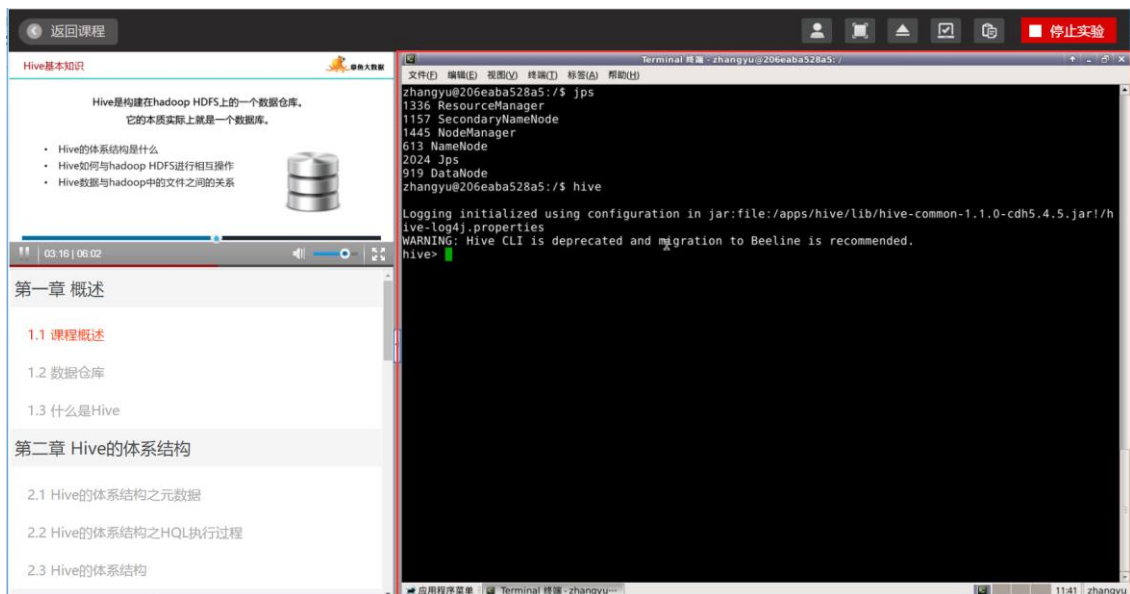 返回课程
停止实验
Hive基本知识
章鱼大数据
Hive是构建在hadoop HDFS上的一个数据仓库。
它的本质实际上就是一个数据库。
• Hive的体系结构是什么
• Hive如何与hadoop HDFS进行相互操作
• Hive数据与hadoop中的文件之间的关系
03:16 | 06:02
第一章 概述
1.1 课程概述
1.2 数据仓库
1.3 什么是Hive
第二章 Hive的体系结构
2.1 Hive的体系结构之元数据
2.2 Hive的体系结构之HQL执行过程
2.3 Hive的体系结构
Terminal 终端 - zhangyu@206eaba528a5: /
文件(F) 编辑(E) 视图(V) 终端(T) 标签(A) 帮助(H)
zhangyu@206eaba528a5:/$ jps
1336 ResourceManager
1157 SecondaryNameNode
1445 NodeManager
613 NameNode
2024 Jps
919 DataNode
zhangyu@206eaba528a5:/$ hive
Logging initialized using configuration in jar:file:/apps/hive/lib/hive-common-1.1.0-cdh5.4.5.jar!/h
ive-log4j.properties
WARNING: Hive CLI is deprecated and migration to Beeline is recommended.
hive>
应用程序菜单 Terminal 终端 - zhangyu···
11:41 zhangyu